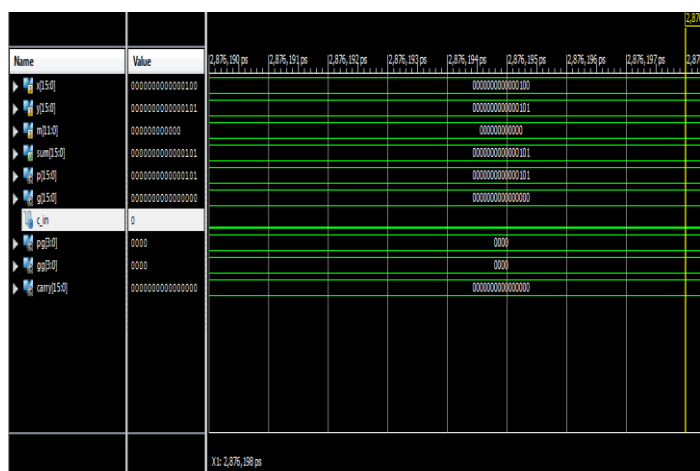 2,876
Name Value 2,876,190 ps 2,876,191 ps 2,876,192 ps 2,876,193 ps 2,876,194 ps 2,876,195 ps 2,876,196 ps 2,876,197 ps 2,87
x[15:0] 0000000000000100 0000000000000100
y[15:0] 0000000000000101 0000000000000101
m[11:0] 000000000000 000000000000
sum[15:0] 0000000000000101 0000000000000101
p[15:0] 0000000000000101 0000000000000101
g[15:0] 0000000000000000 0000000000000000
c_in 0
pg[3:0] 0000 0000
gg[3:0] 0000 0000
carry[15:0] 0000000000000000 0000000000000000
X1: 2,876,198 ps